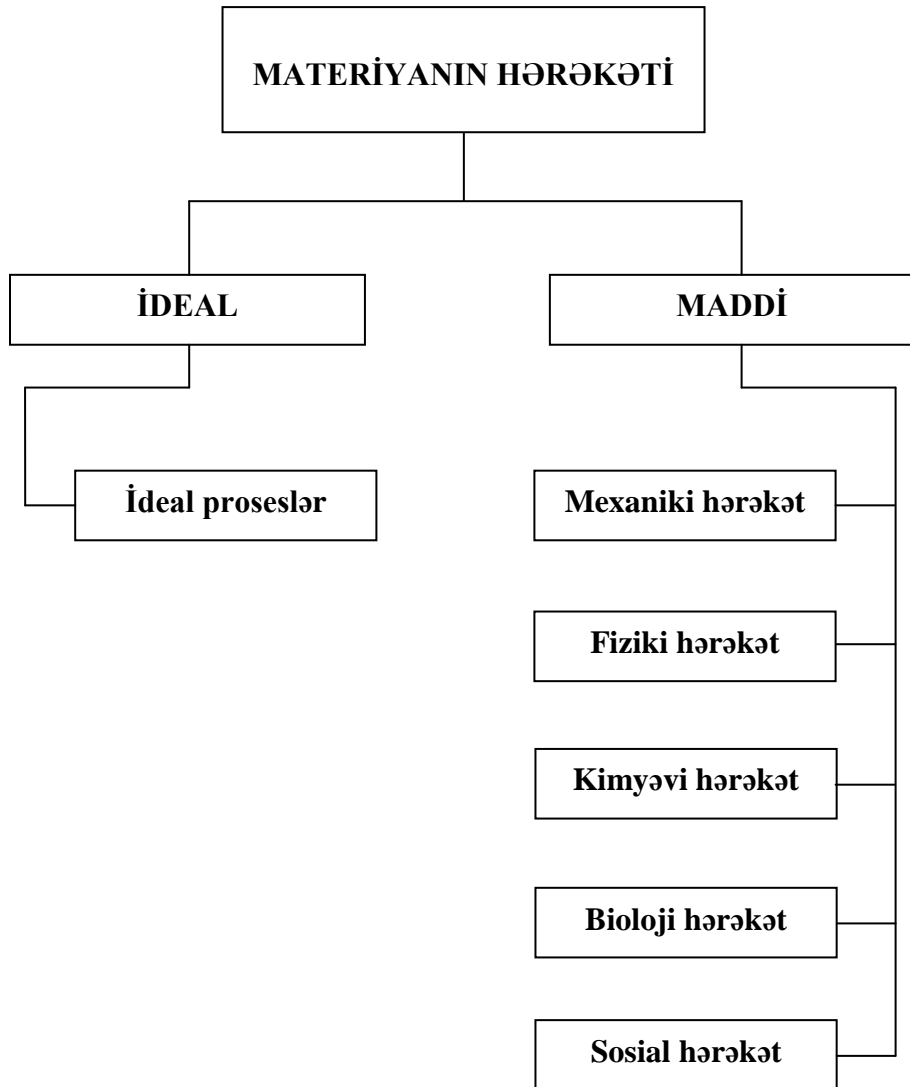 MATERİYANIN HƏRƏKƏTİ
İDEAL
MADDİ
İdeal proseslər
Mexaniki hərəkət
Fiziki hərəkət
Kimyəvi hərəkət
Bioloji hərəkət
Sosial hərəkət